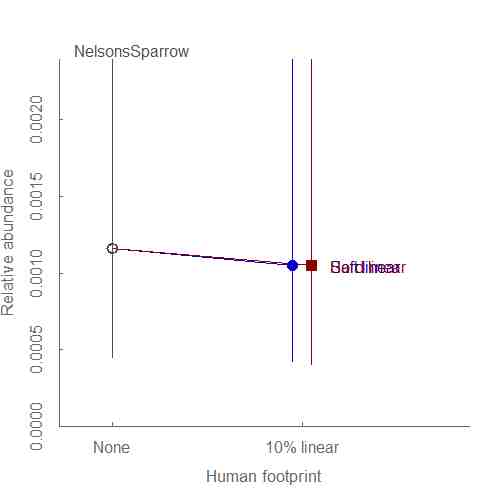 NelsonsSparrow
Relative abundance
0.0020
0.0015
0.0010
0.0005
0.0000
None
10% linear
Human footprint